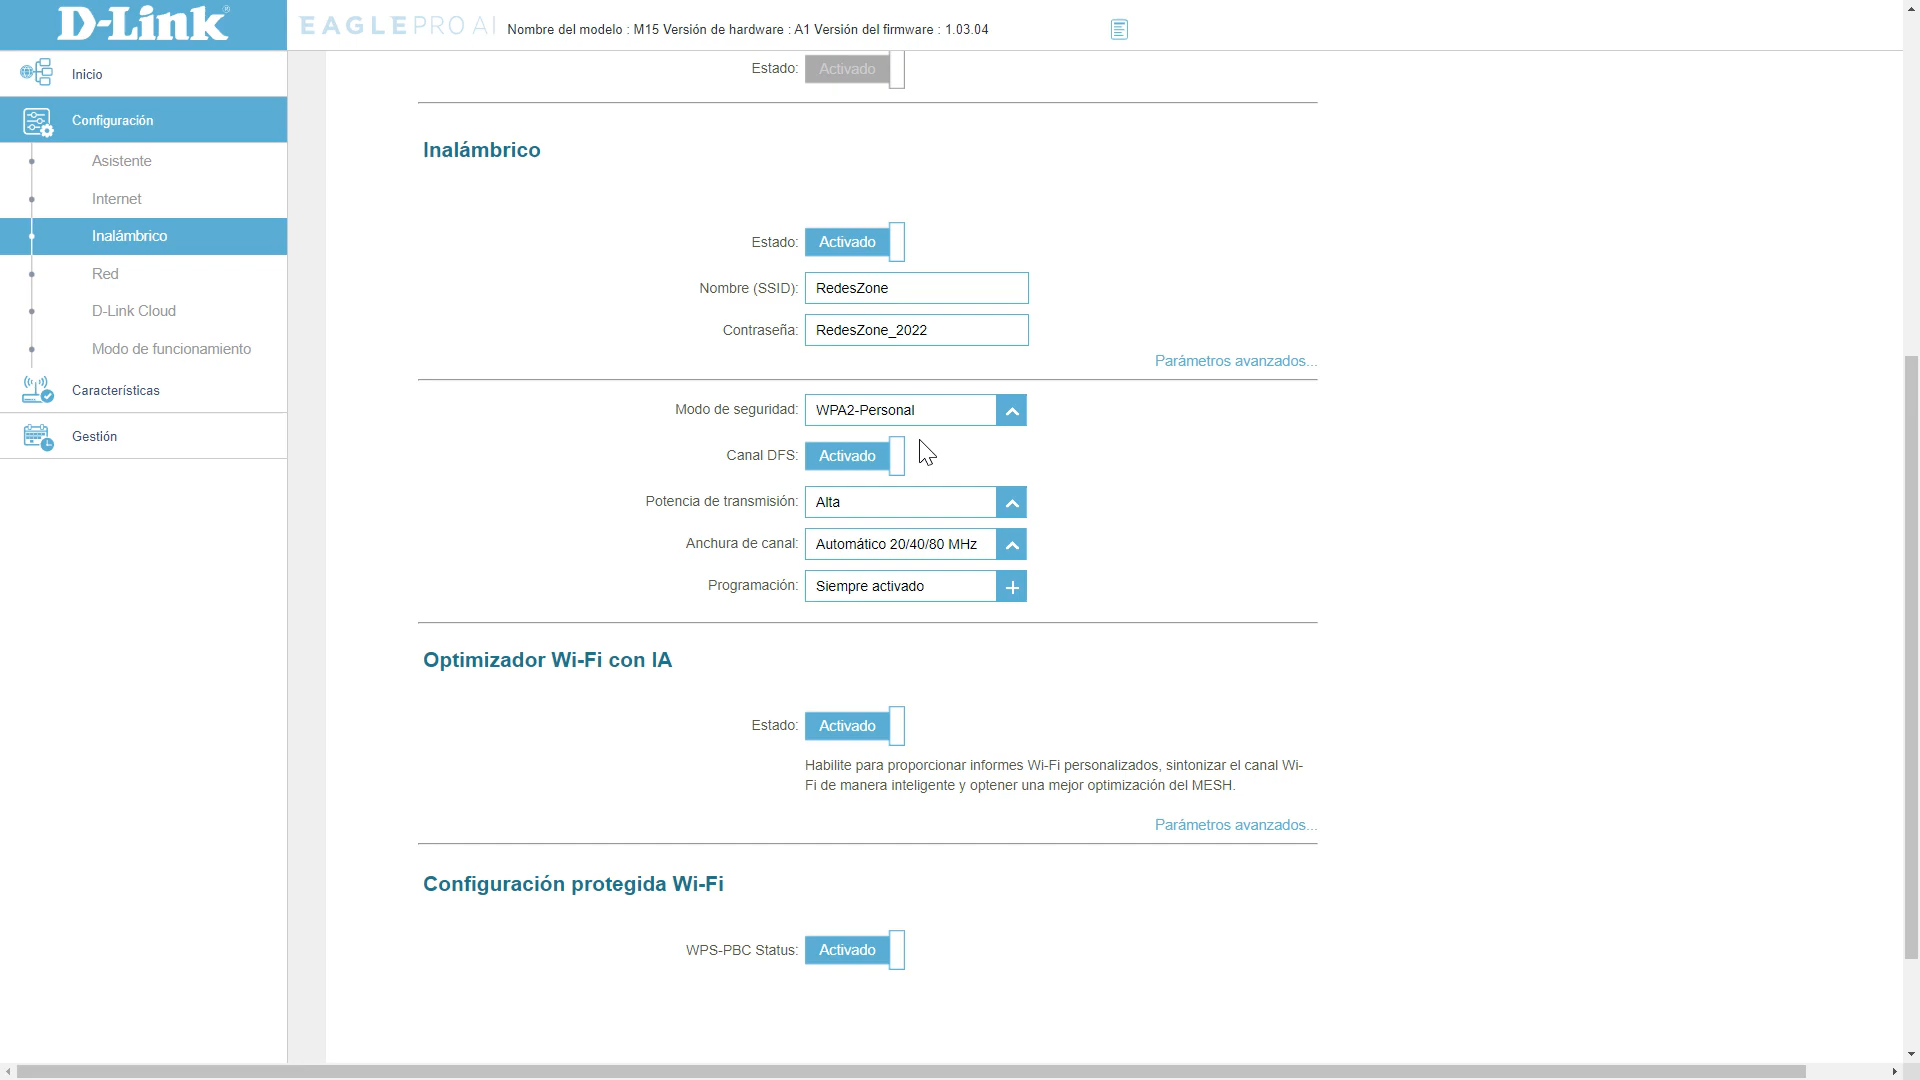 D-Link®
EAGLE PRO AI Nombre del modelo : M15 Versión de hardware : A1 Versión del firmware : 1.03.04
Inicio
Configuración
Asistente
Internet
Inalámbrico
Red
D-Link Cloud
Modo de funcionamiento
Características
Gestión
Estado: Activado
Inalámbrico
Estado: Activado
Nombre (SSID): RedesZone
Contraseña: RedesZone_2022
Parámetros avanzados...
Modo de seguridad: WPA2-Personal
Canal DFS: Activado
Potencia de transmisión: Alta
Anchura de canal: Automático 20/40/80 MHz
Programación: Siempre activado
Optimizador Wi-Fi con IA
Estado: Activado
Habilite para proporcionar informes Wi-Fi personalizados, sintonizar el canal Wi-
Fi de manera inteligente y optener una mejor optimización del MESH.
Parámetros avanzados...
Configuración protegida Wi-Fi
WPS-PBC Status: Activado